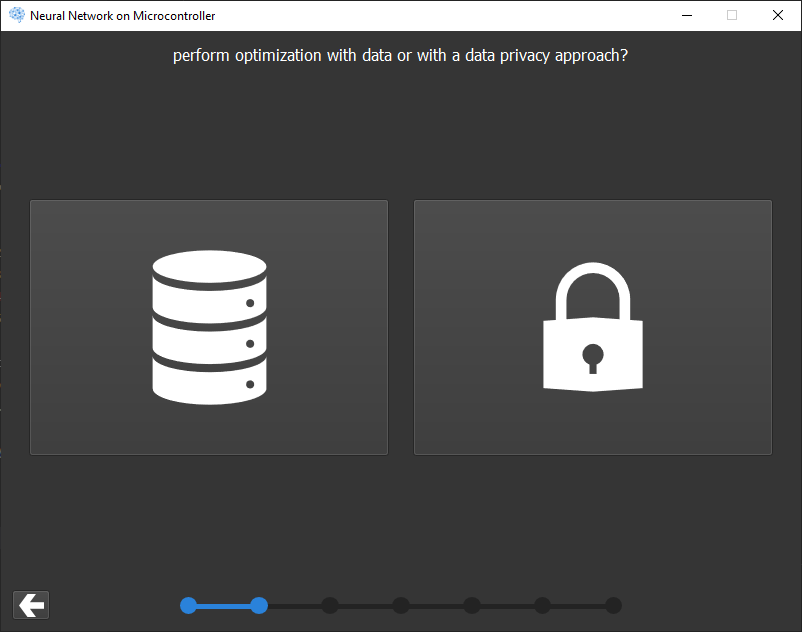 Neural Network on Microcontroller
perform optimization with data or with a data privacy approach?